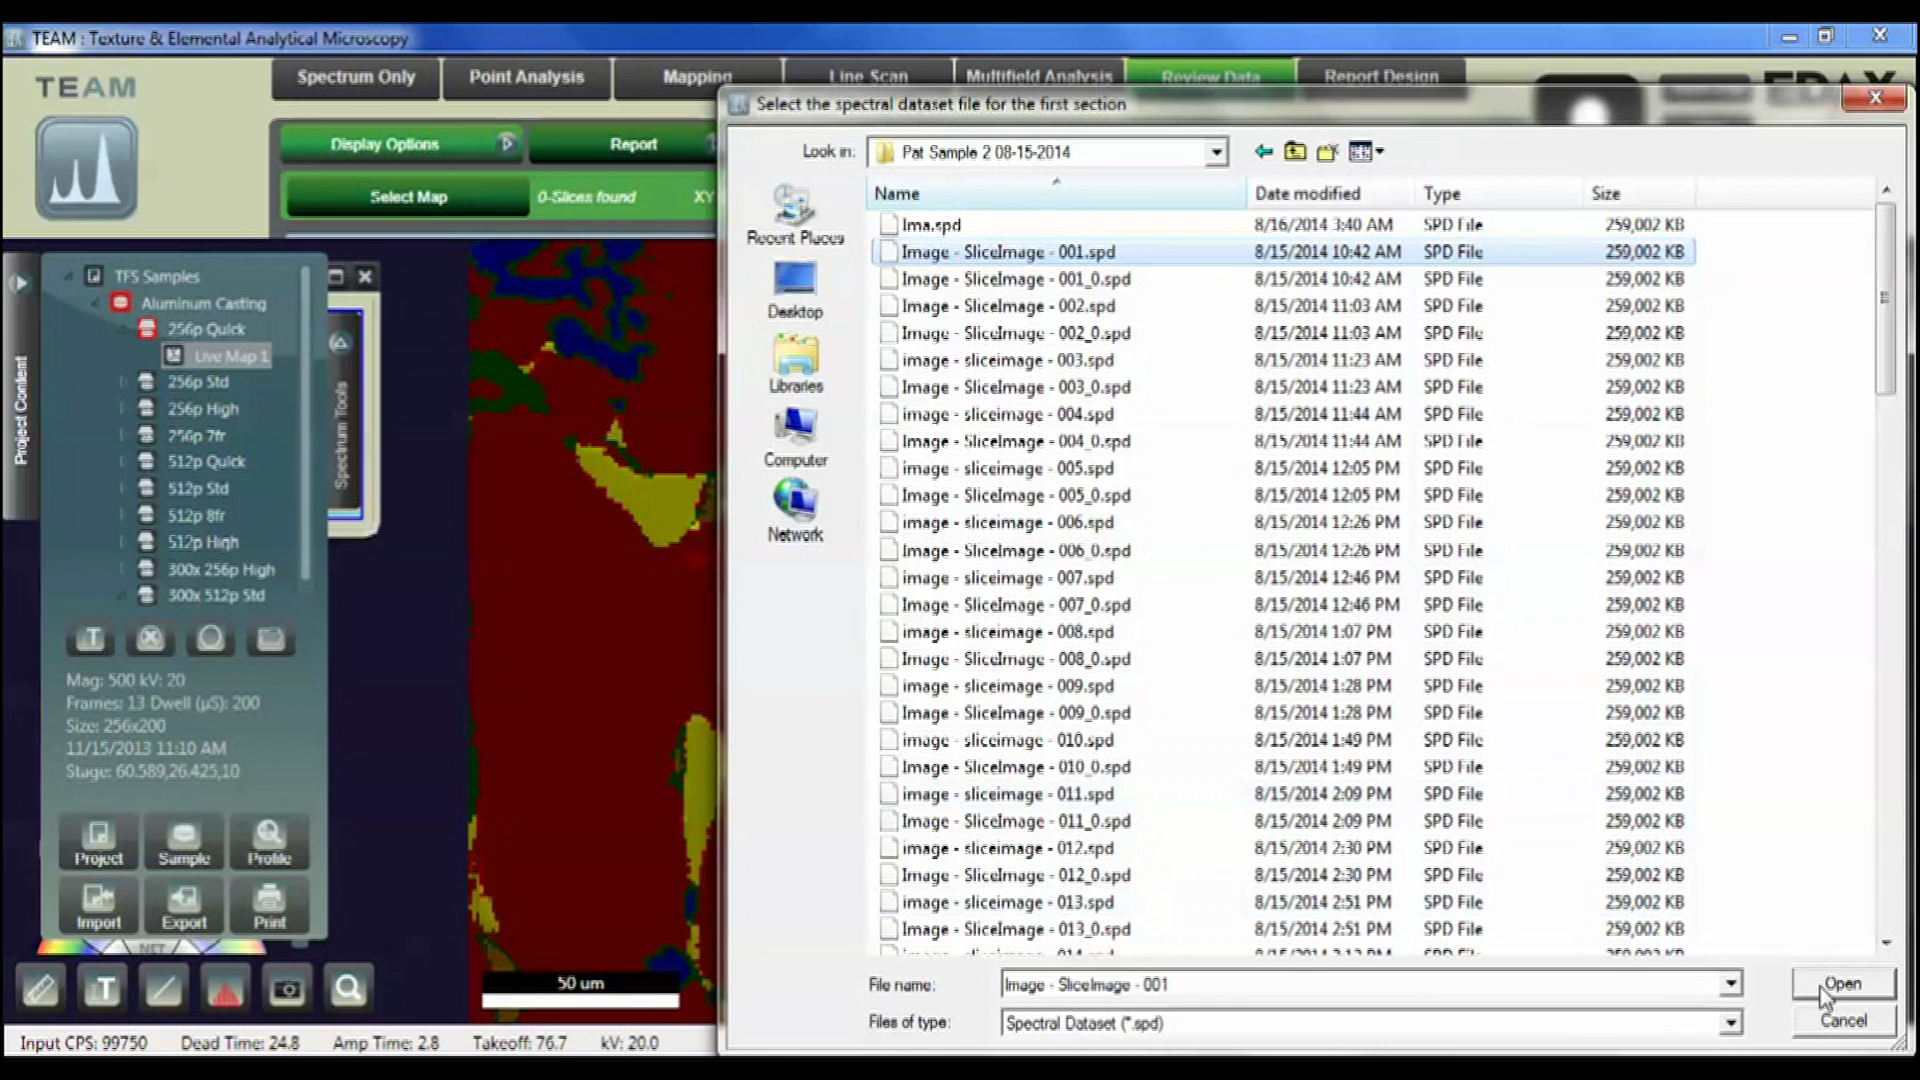 TEAM : Texture & Elemental Analytical Microscopy
TEAM
Spectrum Only
Point Analysis
Mapping
Line Scan
Multifield Analysis
Review Data
Report Design
EDAX
Display Options
Report
Select Map
0-Slices found
XY
Project Content
TFS Samples
Aluminum Casting
256p Quick
Live Map 1
256p Std
256p High
256p 7fr
512p Quick
512p Std
512p 8fr
512p High
300x 256p High
300x 512p Std
Spectrum Tools
T
Mag: 500 kV: 20
Frames: 13 Dwell (µS): 200
Size: 256x200
11/15/2013 11:10 AM
Stage: 60.589,26.425,10
Project
Sample
Profile
Import
Export
Print
NET
T
50 um
Input CPS: 99750
Dead Time: 24.8
Amp Time: 2.8
Takeoff: 76.7
kV: 20.0
Select the spectral dataset file for the first section
Look in:
Pat Sample 2 08-15-2014
Recent Places
Desktop
Libraries
Computer
Network
Name Date modified Type Size
Ima.spd 8/16/2014 3:40 AM SPD File 259,002 KB
Image - SliceImage - 001.spd 8/15/2014 10:42 AM SPD File 259,002 KB
Image - SliceImage - 001_0.spd 8/15/2014 10:42 AM SPD File 259,002 KB
Image - SliceImage - 002.spd 8/15/2014 11:03 AM SPD File 259,002 KB
Image - SliceImage - 002_0.spd 8/15/2014 11:03 AM SPD File 259,002 KB
image - sliceimage - 003.spd 8/15/2014 11:23 AM SPD File 259,002 KB
Image - SliceImage - 003_0.spd 8/15/2014 11:23 AM SPD File 259,002 KB
image - sliceimage - 004.spd 8/15/2014 11:44 AM SPD File 259,002 KB
Image - SliceImage - 004_0.spd 8/15/2014 11:44 AM SPD File 259,002 KB
image - sliceimage - 005.spd 8/15/2014 12:05 PM SPD File 259,002 KB
Image - SliceImage - 005_0.spd 8/15/2014 12:05 PM SPD File 259,002 KB
image - sliceimage - 006.spd 8/15/2014 12:26 PM SPD File 259,002 KB
Image - SliceImage - 006_0.spd 8/15/2014 12:26 PM SPD File 259,002 KB
image - sliceimage - 007.spd 8/15/2014 12:46 PM SPD File 259,002 KB
Image - SliceImage - 007_0.spd 8/15/2014 12:46 PM SPD File 259,002 KB
image - sliceimage - 008.spd 8/15/2014 1:07 PM SPD File 259,002 KB
Image - SliceImage - 008_0.spd 8/15/2014 1:07 PM SPD File 259,002 KB
image - sliceimage - 009.spd 8/15/2014 1:28 PM SPD File 259,002 KB
Image - SliceImage - 009_0.spd 8/15/2014 1:28 PM SPD File 259,002 KB
image - sliceimage - 010.spd 8/15/2014 1:49 PM SPD File 259,002 KB
Image - SliceImage - 010_0.spd 8/15/2014 1:49 PM SPD File 259,002 KB
image - sliceimage - 011.spd 8/15/2014 2:09 PM SPD File 259,002 KB
Image - SliceImage - 011_0.spd 8/15/2014 2:09 PM SPD File 259,002 KB
image - sliceimage - 012.spd 8/15/2014 2:30 PM SPD File 259,002 KB
Image - SliceImage - 012_0.spd 8/15/2014 2:30 PM SPD File 259,002 KB
image - sliceimage - 013.spd 8/15/2014 2:51 PM SPD File 259,002 KB
Image - SliceImage - 013_0.spd 8/15/2014 2:51 PM SPD File 259,002 KB
File name:
Image - SliceImage - 001
Open
Files of type:
Spectral Dataset (*.spd)
Cancel